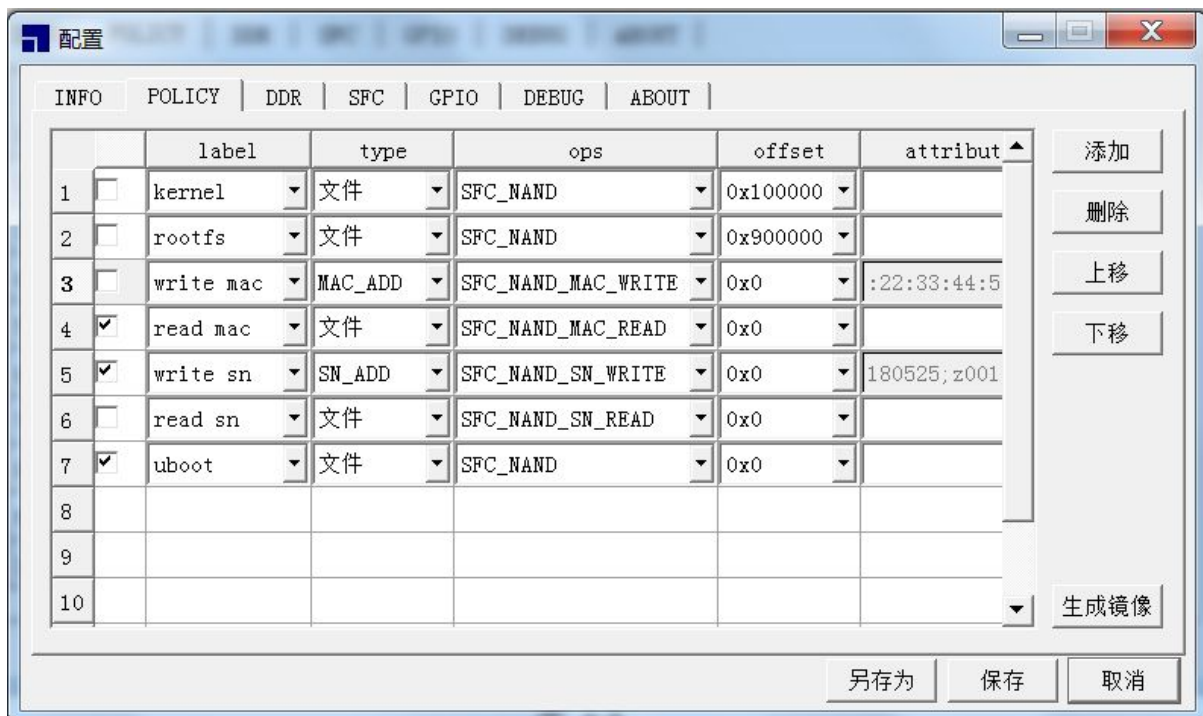 配置
INFO POLICY DDR SFC GPIO DEBUG ABOUT
label type ops offset attribut
1 kernel 文件 SFC_NAND 0x100000
2 rootfs 文件 SFC_NAND 0x900000
3 write mac MAC_ADD SFC_NAND_MAC_WRITE 0x0 :22:33:44:5
4 read mac 文件 SFC_NAND_MAC_READ 0x0
5 write sn SN_ADD SFC_NAND_SN_WRITE 0x0 180525;z001
6 read sn 文件 SFC_NAND_SN_READ 0x0
7 uboot 文件 SFC_NAND 0x0
8
9
10
添加
删除
上移
下移
生成镜像
另存为 保存 取消